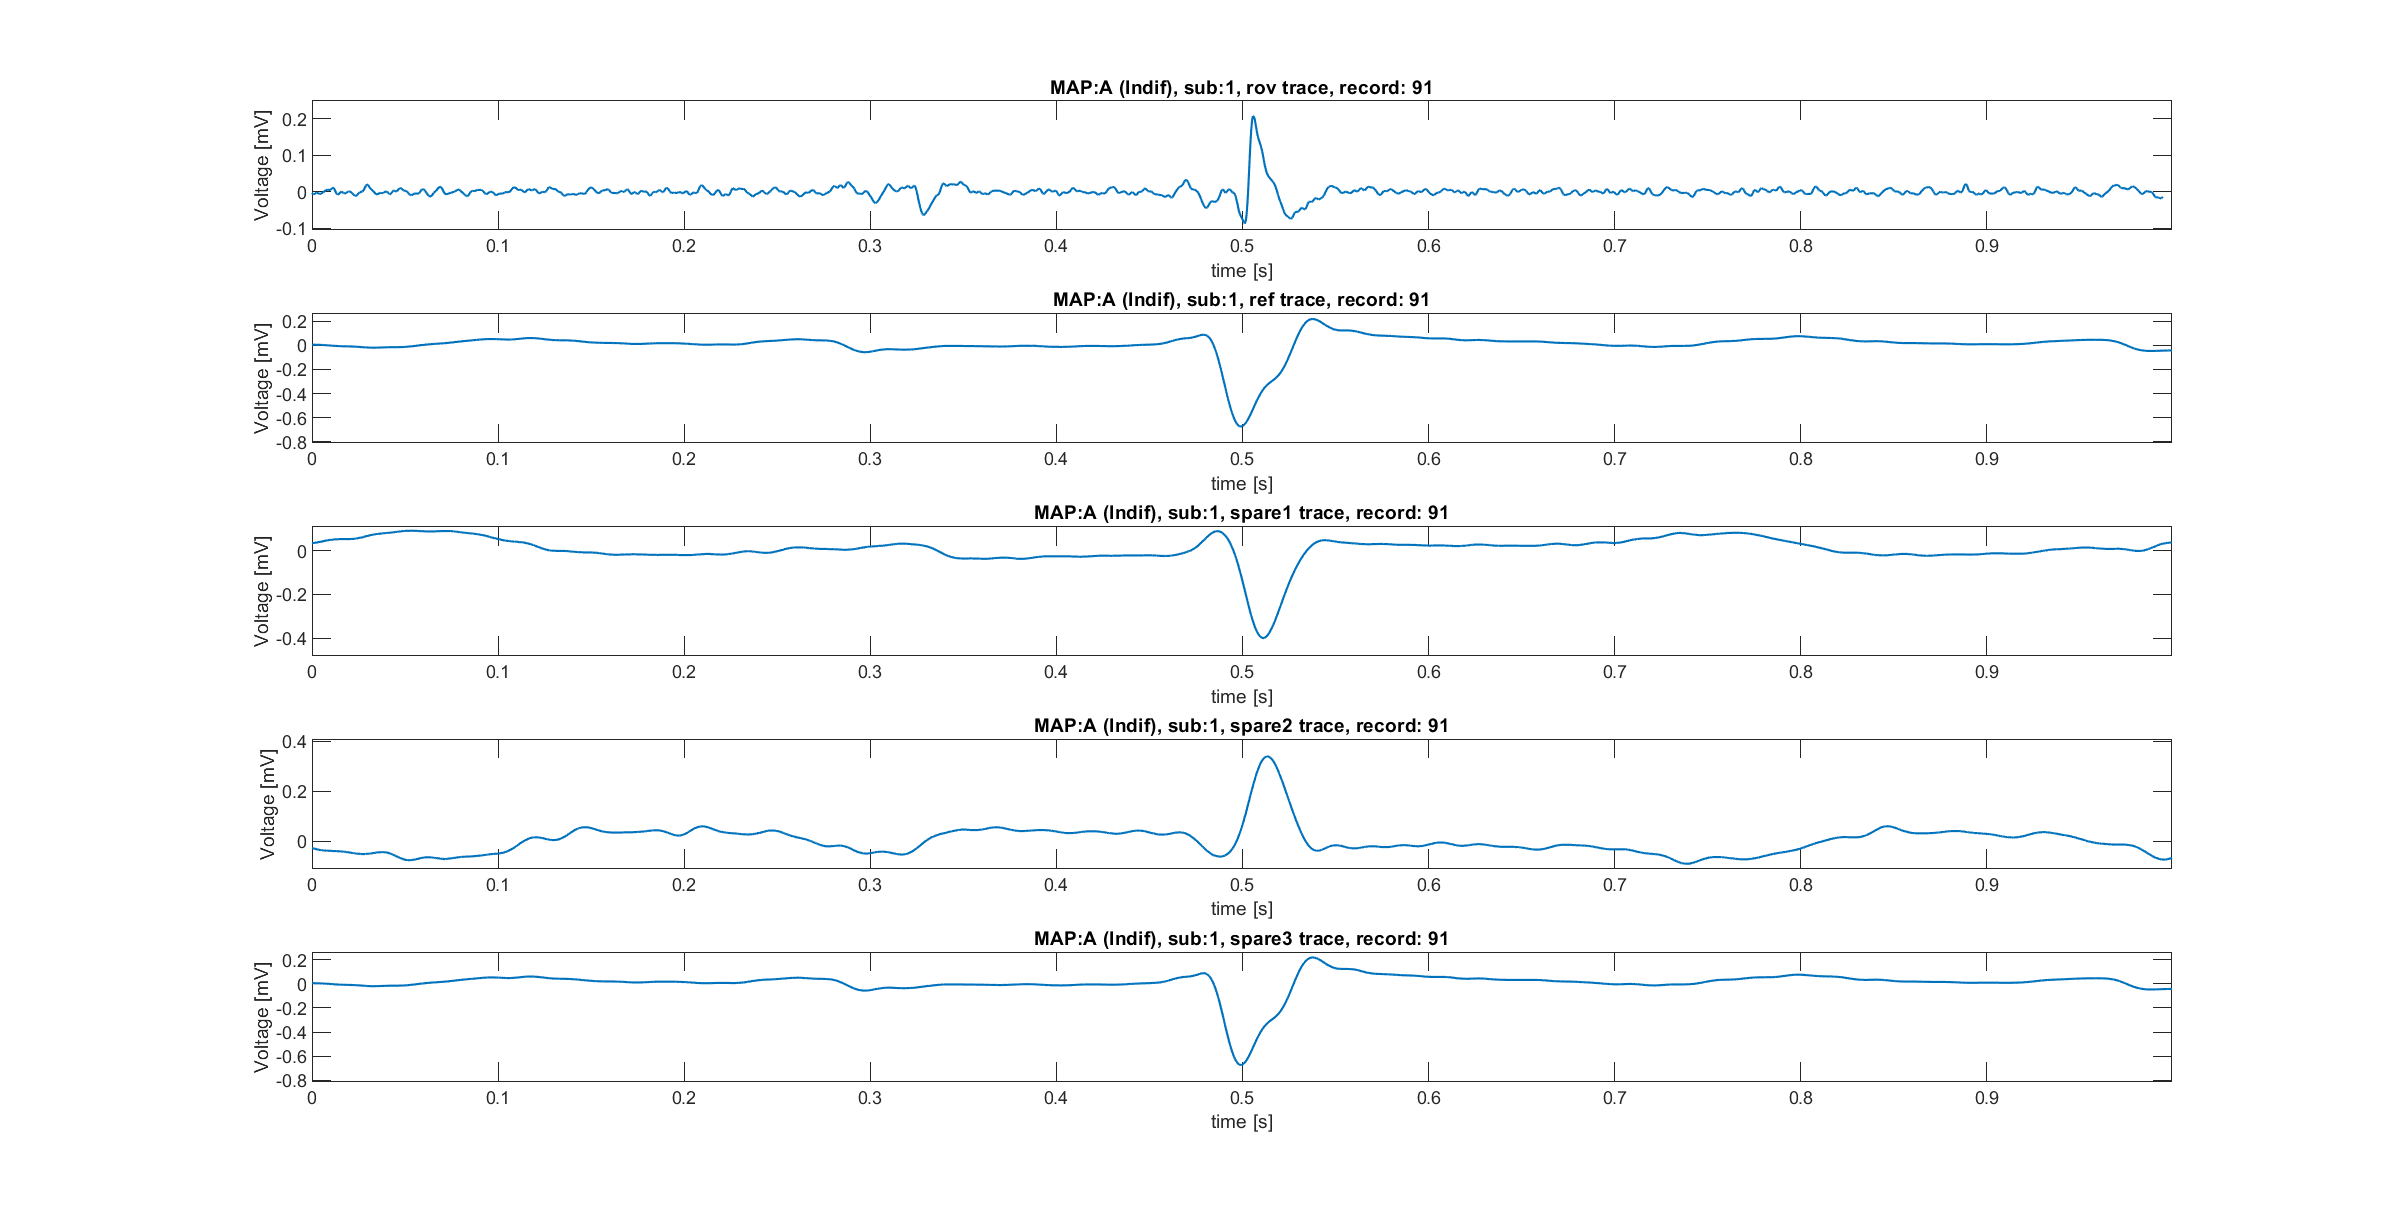 MAP:A (Indif), sub:1, rov trace, record: 91
Voltage [mV]
0.2
0.1
0
-0.1
0 0.1 0.2 0.3 0.4 0.5 0.6 0.7 0.8 0.9
time [s]
MAP:A (Indif), sub:1, ref trace, record: 91
Voltage [mV]
0.2
0
-0.2
-0.4
-0.6
-0.8
0 0.1 0.2 0.3 0.4 0.5 0.6 0.7 0.8 0.9
time [s]
MAP:A (Indif), sub:1, spare1 trace, record: 91
Voltage [mV]
0
-0.2
-0.4
0 0.1 0.2 0.3 0.4 0.5 0.6 0.7 0.8 0.9
time [s]
MAP:A (Indif), sub:1, spare2 trace, record: 91
Voltage [mV]
0.4
0.2
0
0 0.1 0.2 0.3 0.4 0.5 0.6 0.7 0.8 0.9
time [s]
MAP:A (Indif), sub:1, spare3 trace, record: 91
Voltage [mV]
0.2
0
-0.2
-0.4
-0.6
-0.8
0 0.1 0.2 0.3 0.4 0.5 0.6 0.7 0.8 0.9
time [s]